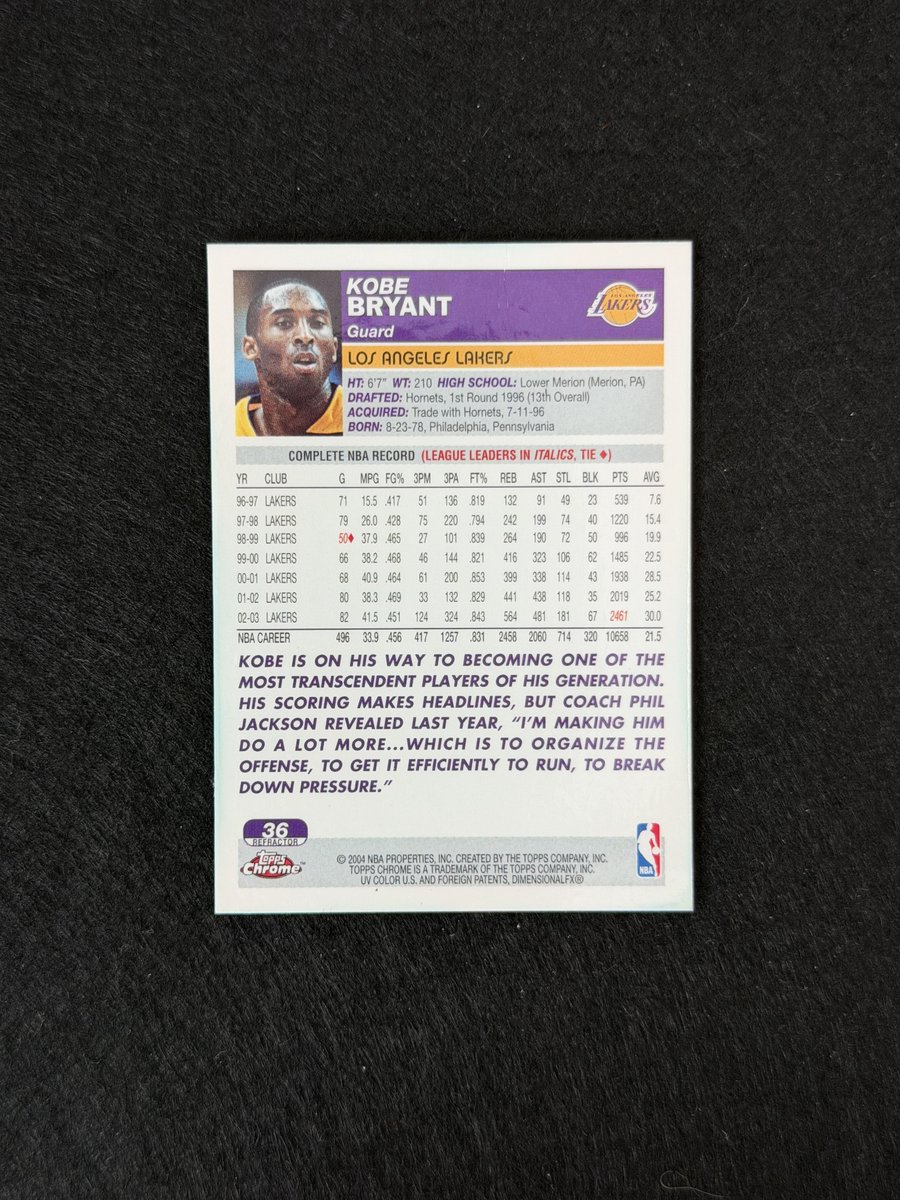 KOBE
BRYANT
Guard
LOS ANGELES LAKERS
LOS ANGELES
LAKERS
HT: 6'7" WT: 210 HIGH SCHOOL: Lower Merion (Merion, PA)
DRAFTED: Hornets, 1st Round 1996 (13th Overall)
ACQUIRED: Trade with Hornets, 7-11-96
BORN: 8-23-78, Philadelphia, Pennsylvania
COMPLETE NBA RECORD (LEAGUE LEADERS IN ITALICS, TIE ♦)
YR CLUB G MPG FG% 3PM 3PA FT% REB AST STL BLK PTS AVG
96-97 LAKERS 71 15.5 .417 51 136 .819 132 91 49 23 539 7.6
97-98 LAKERS 79 26.0 .428 75 220 .794 242 199 74 40 1220 15.4
98-99 LAKERS 50♦ 37.9 .465 27 101 .839 264 190 72 50 996 19.9
99-00 LAKERS 66 38.2 .468 46 144 .821 416 323 106 62 1485 22.5
00-01 LAKERS 68 40.9 .464 61 200 .853 399 338 114 43 1938 28.5
01-02 LAKERS 80 38.3 .469 33 132 .829 441 438 118 35 2019 25.2
02-03 LAKERS 82 41.5 .451 124 324 .843 564 481 181 67 2461 30.0
NBA CAREER 496 33.9 .456 417 1257 .831 2458 2060 714 320 10658 21.5
KOBE IS ON HIS WAY TO BECOMING ONE OF THE
MOST TRANSCENDENT PLAYERS OF HIS GENERATION.
HIS SCORING MAKES HEADLINES, BUT COACH PHIL
JACKSON REVEALED LAST YEAR, “I'M MAKING HIM
DO A LOT MORE...WHICH IS TO ORGANIZE THE
OFFENSE, TO GET IT EFFICIENTLY TO RUN, TO BREAK
DOWN PRESSURE.”
36
REFRACTOR
Topps
Chrome™
© 2004 NBA PROPERTIES, INC. CREATED BY THE TOPPS COMPANY, INC.
TOPPS CHROME IS A TRADEMARK OF THE TOPPS COMPANY, INC.
UV COLOR U.S. AND FOREIGN PATENTS, DIMENSIONALFX®
NBA